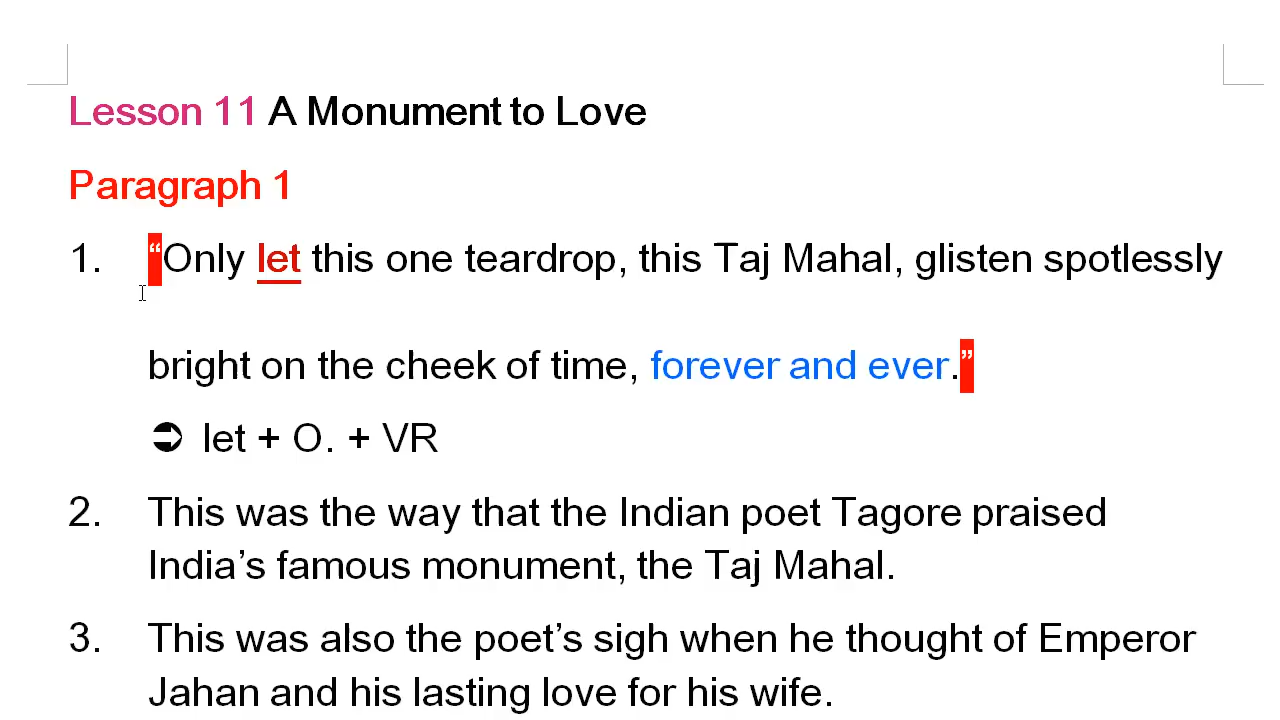 Lesson 11 A Monument to Love
Paragraph 1
1. “Only let this one teardrop, this Taj Mahal, glisten spotlessly
bright on the cheek of time, forever and ever.”
➲ let + O. + VR
2. This was the way that the Indian poet Tagore praised
India’s famous monument, the Taj Mahal.
3. This was also the poet’s sigh when he thought of Emperor
Jahan and his lasting love for his wife.